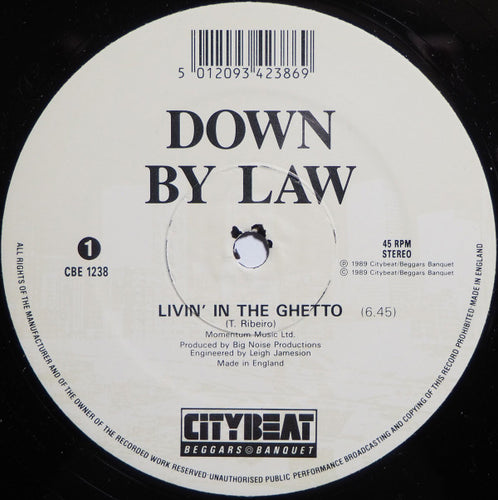 5 012093 423869
DOWN
BY LAW
1
CBE 1238
45 RPM
STEREO
℗ 1989 Citybeat/Beggars Banquet
© 1989 Citybeat/Beggars Banquet
LIVIN' IN THE GHETTO (6.45)
(T. Ribeiro)
Momentum Music Ltd.
Produced by Big Noise Productions
Engineered by Leigh Jamesion
Made in England
CITYBEAT
BEGGARS BANQUET
ALL RIGHTS OF THE MANUFACTURER AND OF THE OWNER OF THE RECORDED WORK RESERVED·UNAUTHORISED PUBLIC PERFORMANCE BROADCASTING AND COPYING OF THIS RECORD PROHIBITED MADE IN ENGLAND